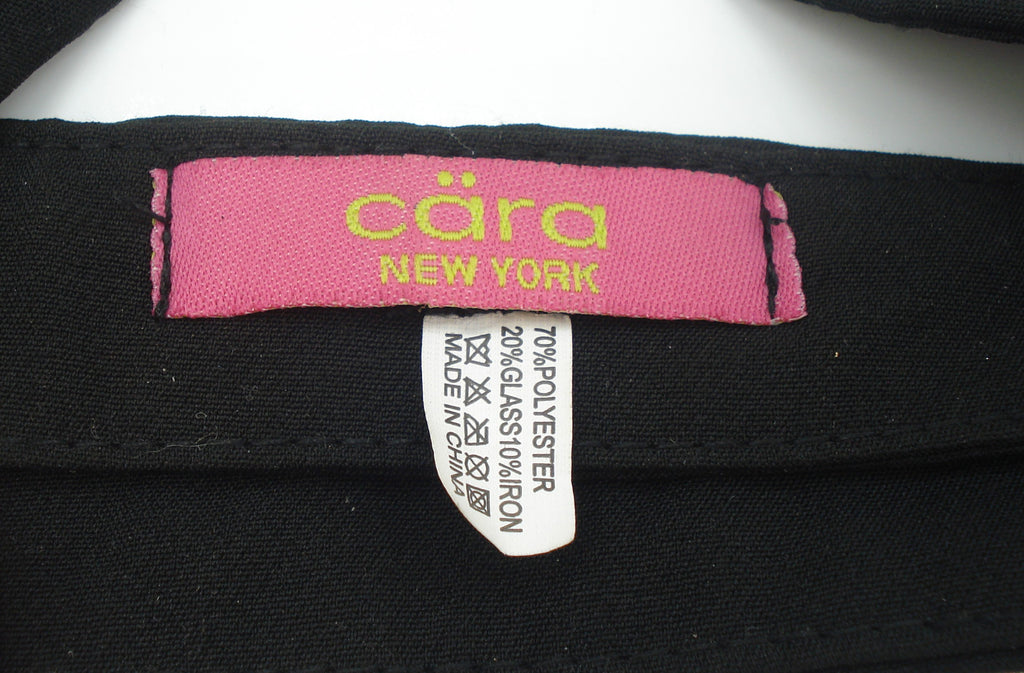 cära
NEW YORK
70%POLYESTER
20%GLASS10%IRON
MADE IN CHINA